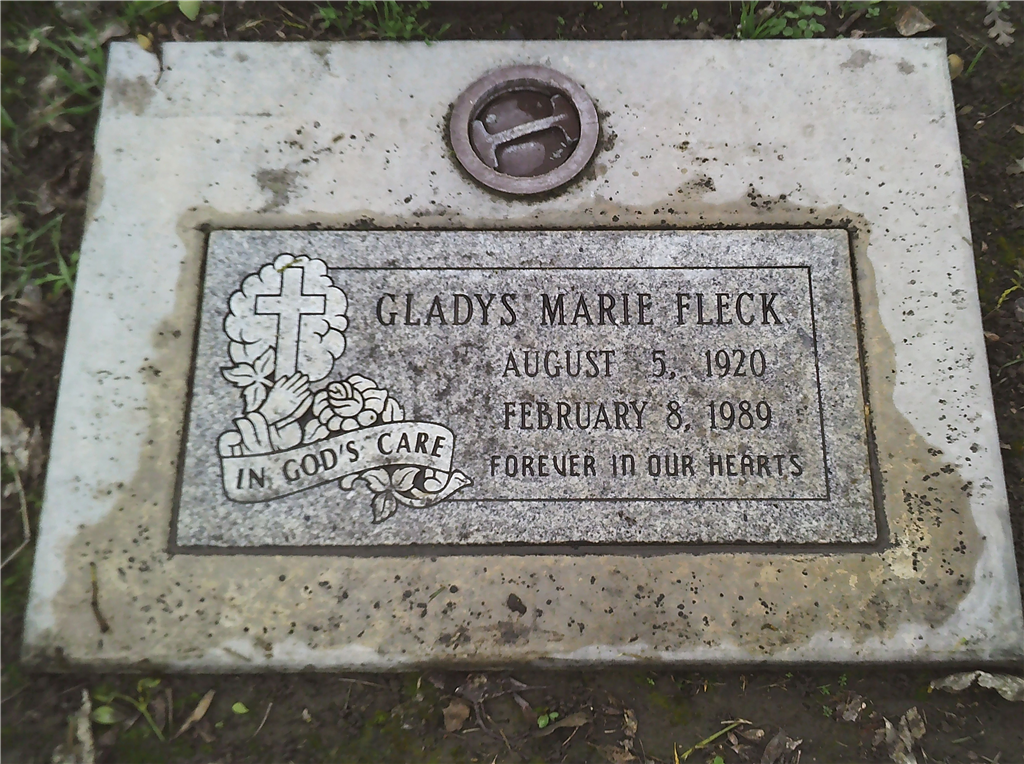 GLADYS MARIE FLECK
AUGUST 5, 1920
FEBRUARY 8, 1989
FOREVER IN OUR HEARTS
IN GOD'S CARE